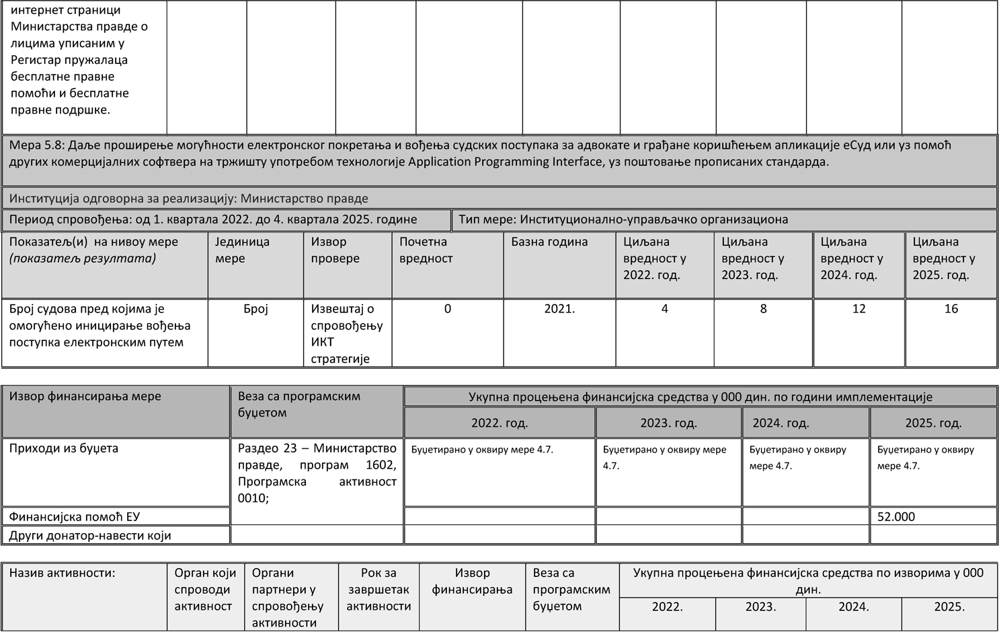 интернет страници
Министарства правде о
лицима уписаним у
Регистар пружалаца
бесплатне правне
помоћи и бесплатне
правне подршке.
Мера 5.8: Даље проширење могућности електронског покретања и вођења судских поступака за адвокате и грађане коришћењем апликације еСуд или уз помоћ
других комерцијалних софтвера на тржишту употребом технологије Application Programming Interface, уз поштовање прописаних стандарда.
Институција одговорна за реализацију: Министарство правде
Период спровођења: од 1. квартала 2022. до 4. квартала 2025. године
Тип мере: Институционално-управљачко организациона
Показатељ(и) на нивоу мере
(показатељ резултата)
Јединица
мере
Извор
провере
Почетна
вредност
Базна година
Циљана
вредност у
2022. год.
Циљана
вредност у
2023. год.
Циљана
вредност у
2024. год.
Циљана
вредност у
2025. год.
Број судова пред којима је
омогућено иницирање вођења
поступка електронским путем
Број
Извештај о
спровођењу
ИКТ
стратегије
0
2021.
4
8
12
16
Извор финансирања мере
Веза са програмским
буџетом
Укупна процењена финансијска средства у 000 дин. по години имплементације
2022. год.
2023. год.
2024. год.
2025. год.
Приходи из буџета
Раздео 23 – Министарство
правде, програм 1602,
Програмска активност
0010;
Буџетирано у оквиру мере 4.7.
Буџетирано у оквиру мере
4.7.
Буџетирано у оквиру
мере 4.7.
Буџетирано у оквиру
мере 4.7.
Финансијска помоћ ЕУ
52.000
Други донатор-навести који
Назив активности:
Орган који
спроводи
активност
Органи
партнери у
спровођењу
активности
Рок за
завршетак
активности
Извор
финансирања
Веза са
програмским
буџетом
Укупна процењена финансијска средства по изворима у 000
дин.
2022.
2023.
2024.
2025.